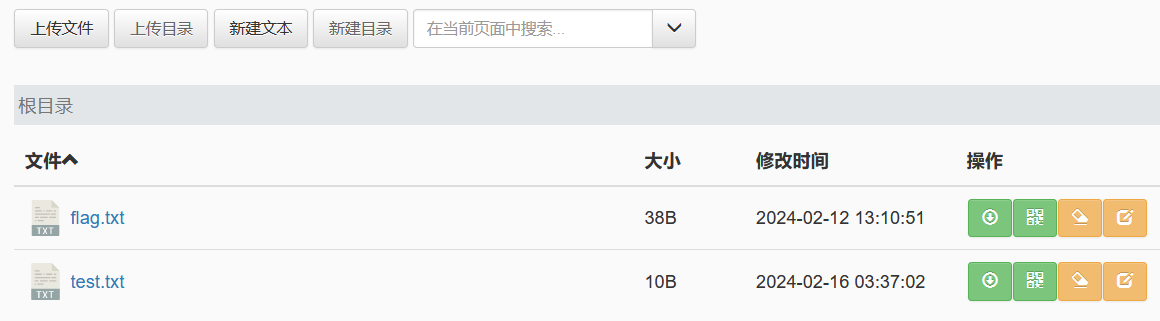 上传文件 上传目录 新建文本 新建目录 在当前页面中搜索...
根目录
文件 大小 修改时间 操作
TXT flag.txt 38B 2024-02-12 13:10:51
TXT test.txt 10B 2024-02-16 03:37:02